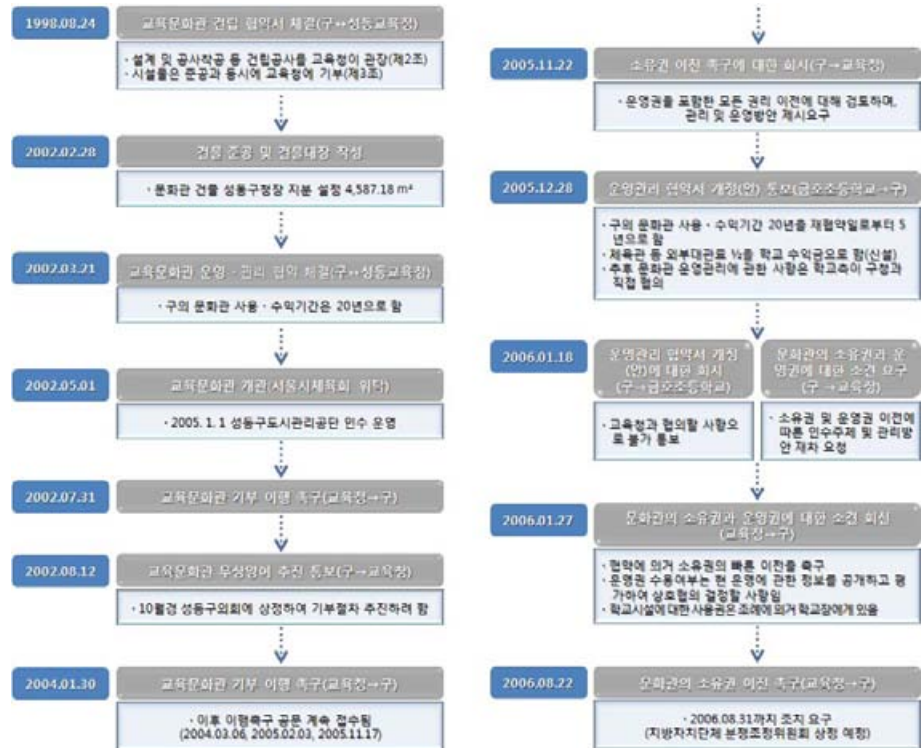 1998.08.24
교육문화관 건립 협약서 체결(구↔성동교육청)
· 설계 및 공사착공 등 건립공사를 교육청이 관장(제2조)
· 시설물은 준공과 동시에 교육청에 기부(제3조)
2002.02.28
건물 준공 및 건물대장 작성
· 문화관 건물 성동구청장 지분 설정 4,587.18 m²
2002.03.21
교육문화관 운영·관리 협약 체결(구↔성동교육청)
· 구의 문화관 사용·수익기간은 20년으로 함
2002.05.01
교육문화관 개관(서울시체육회 위탁)
· 2005. 1. 1 성동구도시관리공단 인수 운영
2002.07.31
교육문화관 기부 이행 촉구(교육청→구)
2002.08.12
교육문화관 무상양여 추진 통보(구→교육청)
· 10월경 성동구의회에 상정하여 기부절차 추진하려 함
2004.01.30
교육문화관 기부 이행 촉구(교육청→구)
· 이후 이행촉구 공문 계속 접수됨
(2004.03.06, 2005.02.03, 2005.11.17)
2005.11.22
소유권 이전 촉구에 대한 회시(구→교육청)
· 운영권을 포함한 모든 권리 이전에 대해 검토하며,
관리 및 운영방안 제시요구
2005.12.28
운영관리 협약서 개정(안) 통보(금호초등학교→구)
· 구의 문화관 사용·수익기간 20년을 재협약일로부터 5
년으로 함
· 체육관 등 외부대관료 ½을 학교 수익금으로 함(신설)
· 추후 문화관 운영관리에 관한 사항은 학교측이 구청과
직접 협의
2006.01.18
운영관리 협약서 개정
(안)에 대한 회시
(구→금호초등학교)
· 교육청과 협의할 사항으
로 불가 통보
문화관의 소유권과 운
영권에 대한 소견 요구
(구→교육청)
· 소유권 및 운영권 이전에
따른 인수주체 및 관리방
안 재차 요청
2006.01.27
문화관의 소유권과 운영권에 대한 소견 회신
(교육청→구)
· 협약에 의거 소유권의 빠른 이전을 촉구
· 운영권 수용여부는 현 운영에 관한 정보를 공개하고 평
가하여 상호협의 결정할 사항임
· 학교시설에 대한 사용권은 조례에 의거 학교장에게 있음
2006.08.22
문화관의 소유권 이전 촉구(교육청→구)
· 2006.08.31까지 조치 요구
(지방자치단체 분쟁조정위원회 상정 예정)